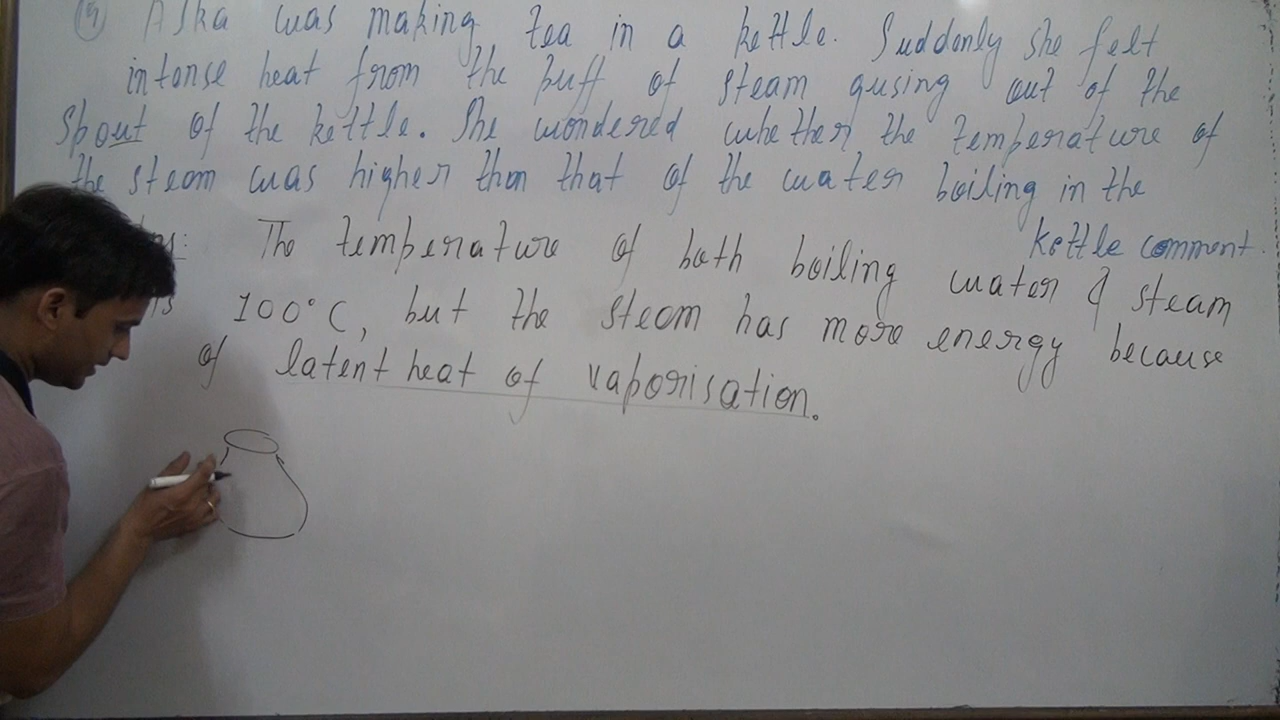 Aska was making tea in a kettle. Suddenly she felt
intense heat from the puff of steam gusing out of the
spout of the kettle. She wondered whether the temperature of
the steam was higher than that of the water boiling in the
kettle comment.
The temperature of both boiling water & steam
is 100°C, but the steam has more energy because
of latent heat of vaporisation.